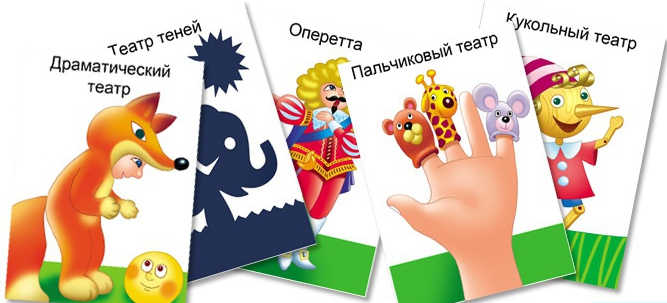 Драматический
театр
Театр теней
Оперетта
Пальчиковый театр
Кукольный театр